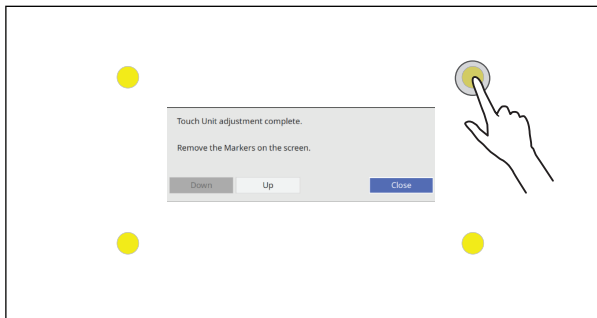 Touch Unit adjustment complete.
Remove the Markers on the screen.
Down Up Close